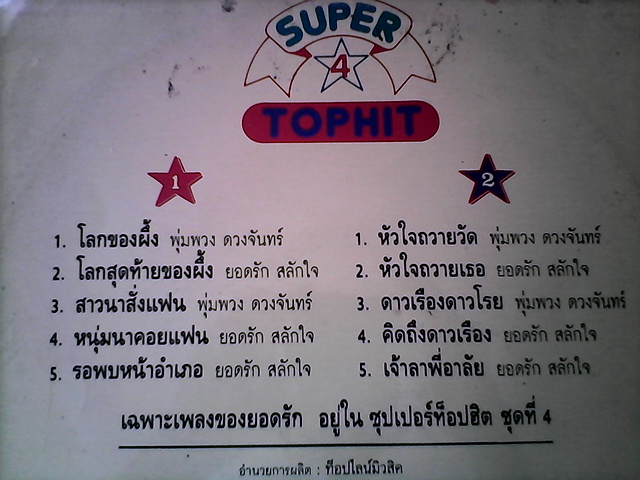 SUPER
4
TOPHIT
1
1. โลกของผึ้ง พุ่มพวง ดวงจันทร์
2. โลกสุดท้ายของผึ้ง ยอดรัก สลักใจ
3. สาวนาสั่งแฟน พุ่มพวง ดวงจันทร์
4. หนุ่มนาคอยแฟน ยอดรัก สลักใจ
5. รอพบหน้าอำเภอ ยอดรัก สลักใจ
2
1. หัวใจถวายวัด พุ่มพวง ดวงจันทร์
2. หัวใจถวายเธอ ยอดรัก สลักใจ
3. ดาวเรืองดาวโรย พุ่มพวง ดวงจันทร์
4. คิดถึงดาวเรือง ยอดรัก สลักใจ
5. เจ้าลาพี่อาลัย ยอดรัก สลักใจ
เฉพาะเพลงของยอดรัก อยู่ใน ซุปเปอร์ท็อปฮิต ชุดที่ 4
อำนวยการผลิต : ท็อปไลน์มิวสิค